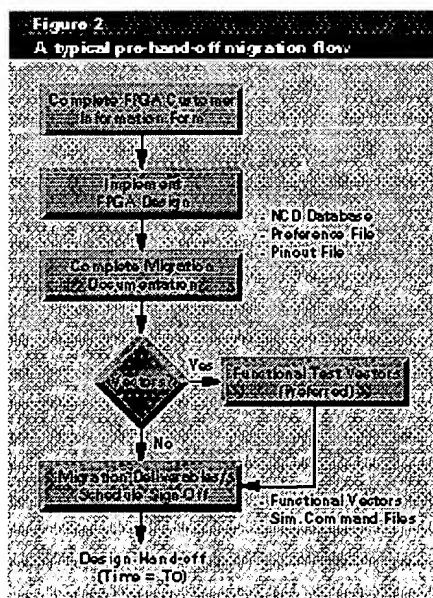 Figure 2
A typical pre-hand-off migration flow
Complete FPGA Customer
Information Form
Implement
FPGA Design
- NCD Database
- Preference File
- Pinout File
Complete Migration
Documentation
Vectors?
Yes
Functional Test Vectors
(Preferred)
No
Migration Deliverables/
Schedule Sign-Off
- Functional Vectors
- Sim. Command Files
Design Hand-off
(Time = T0)